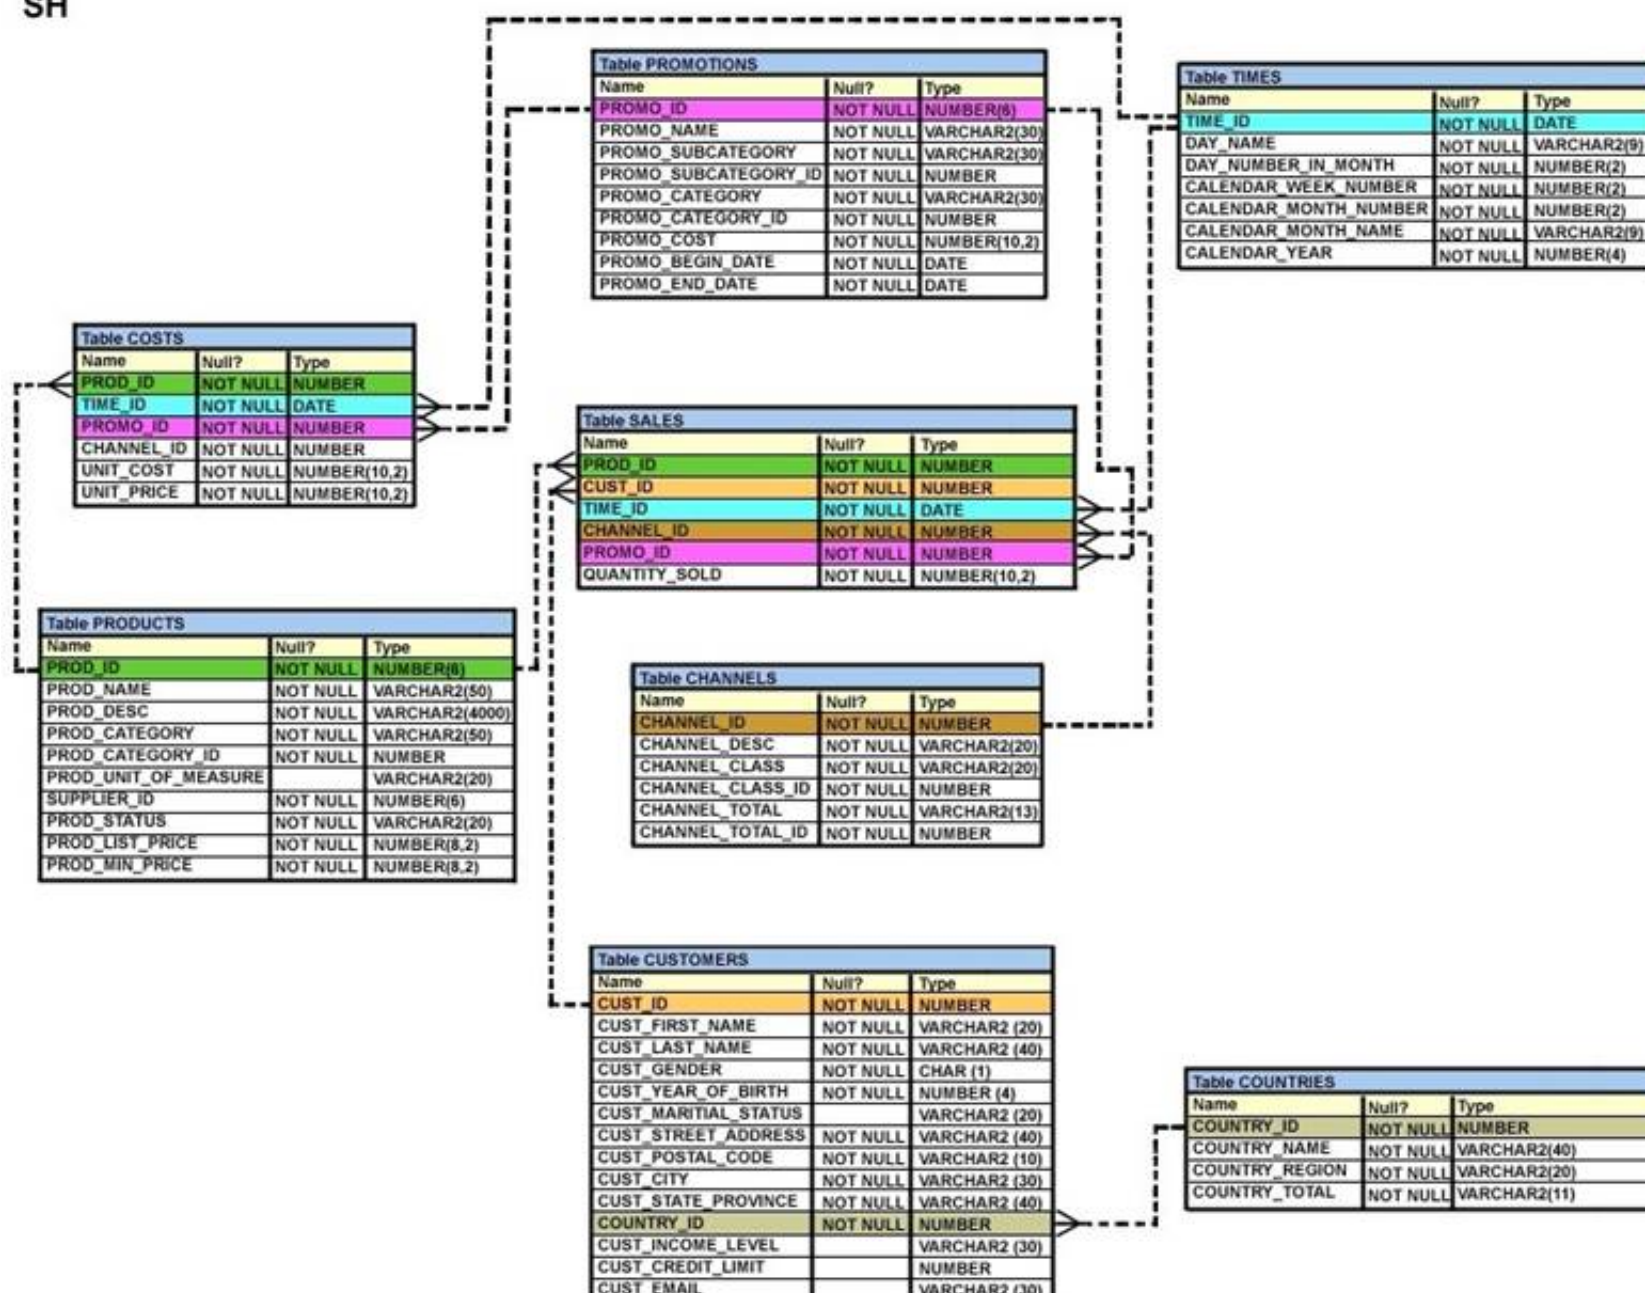 SH
Table PROMOTIONS
Name Null? Type
PROMO_ID NOT NULL NUMBER(6)
PROMO_NAME NOT NULL VARCHAR2(30)
PROMO_SUBCATEGORY NOT NULL VARCHAR2(30)
PROMO_SUBCATEGORY_ID NOT NULL NUMBER
PROMO_CATEGORY NOT NULL VARCHAR2(30)
PROMO_CATEGORY_ID NOT NULL NUMBER
PROMO_COST NOT NULL NUMBER(10,2)
PROMO_BEGIN_DATE NOT NULL DATE
PROMO_END_DATE NOT NULL DATE
Table TIMES
Name Null? Type
TIME_ID NOT NULL DATE
DAY_NAME NOT NULL VARCHAR2(9)
DAY_NUMBER_IN_MONTH NOT NULL NUMBER(2)
CALENDAR_WEEK_NUMBER NOT NULL NUMBER(2)
CALENDAR_MONTH_NUMBER NOT NULL NUMBER(2)
CALENDAR_MONTH_NAME NOT NULL VARCHAR2(9)
CALENDAR_YEAR NOT NULL NUMBER(4)
Table COSTS
Name Null? Type
PROD_ID NOT NULL NUMBER
TIME_ID NOT NULL DATE
PROMO_ID NOT NULL NUMBER
CHANNEL_ID NOT NULL NUMBER
UNIT_COST NOT NULL NUMBER(10,2)
UNIT_PRICE NOT NULL NUMBER(10,2)
Table SALES
Name Null? Type
PROD_ID NOT NULL NUMBER
CUST_ID NOT NULL NUMBER
TIME_ID NOT NULL DATE
CHANNEL_ID NOT NULL NUMBER
PROMO_ID NOT NULL NUMBER
QUANTITY_SOLD NOT NULL NUMBER(10,2)
Table PRODUCTS
Name Null? Type
PROD_ID NOT NULL NUMBER(6)
PROD_NAME NOT NULL VARCHAR2(50)
PROD_DESC NOT NULL VARCHAR2(4000)
PROD_CATEGORY NOT NULL VARCHAR2(50)
PROD_CATEGORY_ID NOT NULL NUMBER
PROD_UNIT_OF_MEASURE VARCHAR2(20)
SUPPLIER_ID NOT NULL NUMBER(6)
PROD_STATUS NOT NULL VARCHAR2(20)
PROD_LIST_PRICE NOT NULL NUMBER(8,2)
PROD_MIN_PRICE NOT NULL NUMBER(8,2)
Table CHANNELS
Name Null? Type
CHANNEL_ID NOT NULL NUMBER
CHANNEL_DESC NOT NULL VARCHAR2(20)
CHANNEL_CLASS NOT NULL VARCHAR2(20)
CHANNEL_CLASS_ID NOT NULL NUMBER
CHANNEL_TOTAL NOT NULL VARCHAR2(13)
CHANNEL_TOTAL_ID NOT NULL NUMBER
Table CUSTOMERS
Name Null? Type
CUST_ID NOT NULL NUMBER
CUST_FIRST_NAME NOT NULL VARCHAR2 (20)
CUST_LAST_NAME NOT NULL VARCHAR2 (40)
CUST_GENDER NOT NULL CHAR (1)
CUST_YEAR_OF_BIRTH NOT NULL NUMBER (4)
CUST_MARITIAL_STATUS VARCHAR2 (20)
CUST_STREET_ADDRESS NOT NULL VARCHAR2 (40)
CUST_POSTAL_CODE NOT NULL VARCHAR2 (10)
CUST_CITY NOT NULL VARCHAR2 (30)
CUST_STATE_PROVINCE NOT NULL VARCHAR2 (40)
COUNTRY_ID NOT NULL NUMBER
CUST_INCOME_LEVEL VARCHAR2 (30)
CUST_CREDIT_LIMIT NUMBER
CUST_EMAIL VARCHAR2 (30)
Table COUNTRIES
Name Null? Type
COUNTRY_ID NOT NULL NUMBER
COUNTRY_NAME NOT NULL VARCHAR2(40)
COUNTRY_REGION NOT NULL VARCHAR2(20)
COUNTRY_TOTAL NOT NULL VARCHAR2(11)